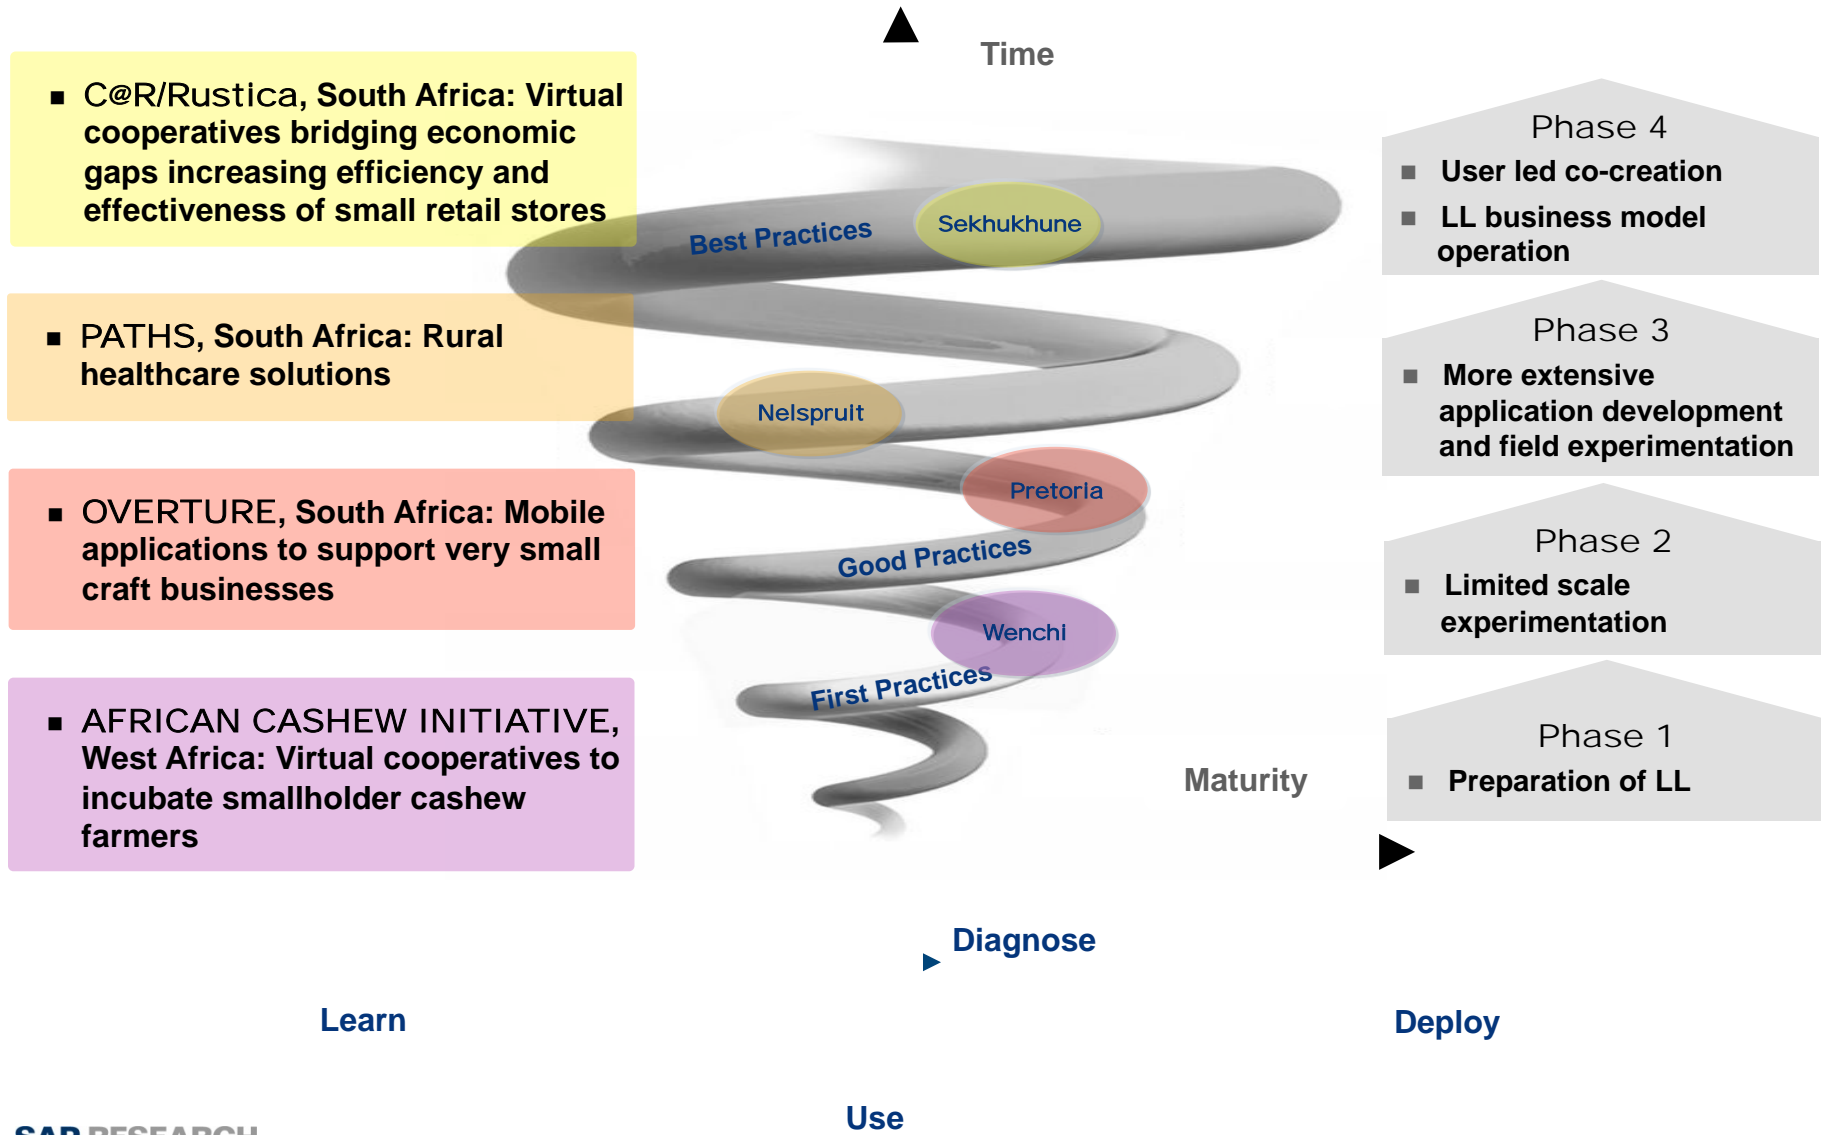 Time
■ C@R/Rustica, South Africa: Virtual
cooperatives bridging economic
gaps increasing efficiency and
effectiveness of small retail stores
■ PATHS, South Africa: Rural
healthcare solutions
■ OVERTURE, South Africa: Mobile
applications to support very small
craft businesses
■ AFRICAN CASHEW INITIATIVE,
West Africa: Virtual cooperatives to
incubate smallholder cashew
farmers
Best Practices
Sekhukhune
Nelspruit
Pretoria
Good Practices
Wenchi
First Practices
Maturity
Phase 4
■ User led co-creation
■ LL business model
operation
Phase 3
■ More extensive
application development
and field experimentation
Phase 2
■ Limited scale
experimentation
Phase 1
■ Preparation of LL
Diagnose
Learn
Deploy
Use
SAP RESEARCH